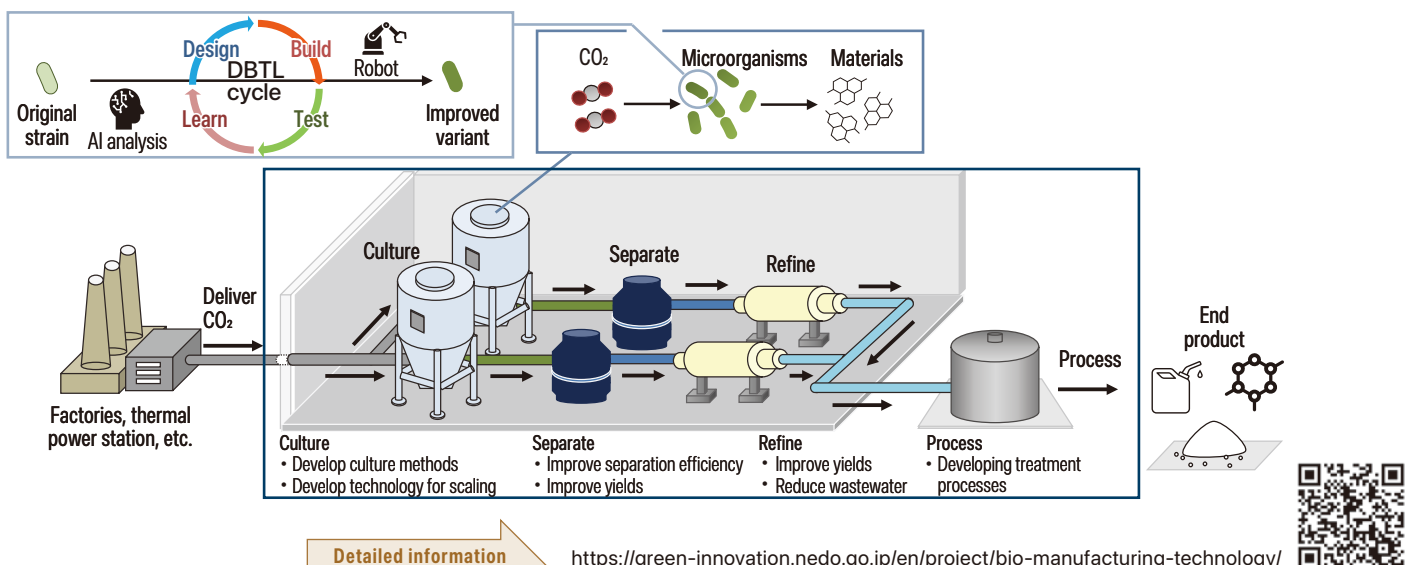 Design
Build
DBTL
cycle
Learn
Test
Original
strain
AI analysis
Robot
Improved
variant
CO₂
Microorganisms
Materials
Factories, thermal
power station, etc.
Deliver
CO₂
Culture
Separate
Refine
Process
End
product
Culture
・Develop culture methods
・Develop technology for scaling
Separate
・Improve separation efficiency
・Improve yields
Refine
・Improve yields
・Reduce wastewater
Process
・Developing treatment
processes
Detailed information
https://green-innovation.nedo.go.jp/en/project/bio-manufacturing-technology/